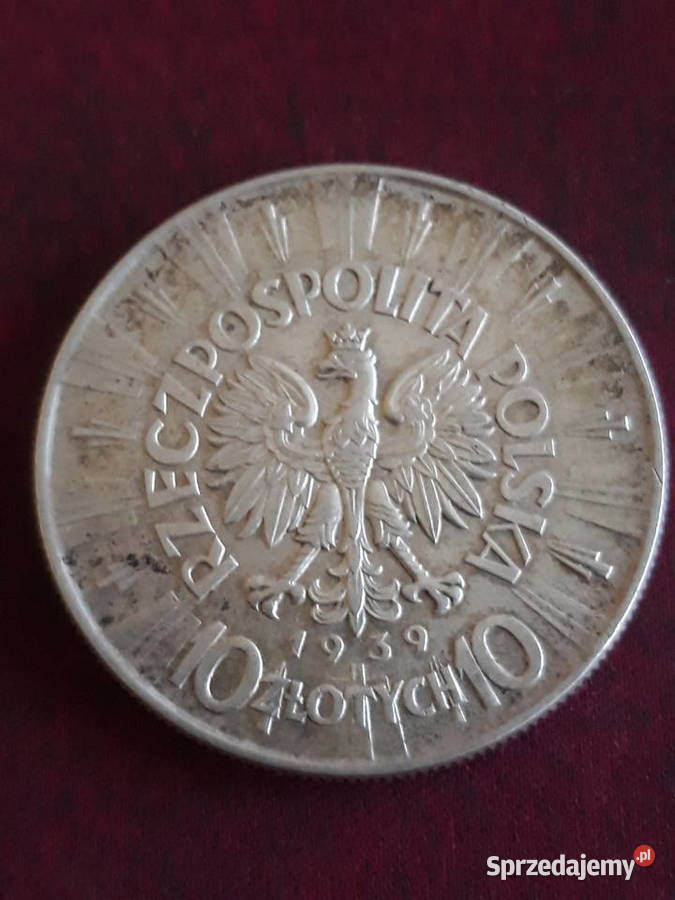 RZECZPOSPOLITA POLSKA
1939
10 ZŁOTYCH 10
Sprzedajemy.pl